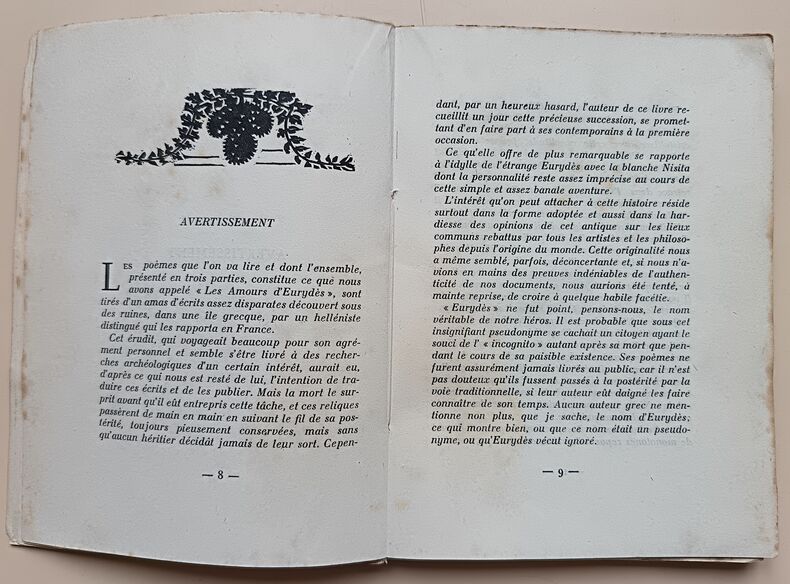 AVERTISSEMENT
LES poèmes que l'on va lire et dont l'ensemble,
présenté en trois parties, constitue ce que nous
avons appelé « Les Amours d'Eurydès », sont
tirés d'un amas d'écrits assez disparates découvert sous
des ruines, dans une île grecque, par un helléniste
distingué qui les rapporta en France.
Cet érudit, qui voyageait beaucoup pour son agré-
ment personnel et semble s'être livré à des recher-
ches archéologiques d'un certain intérêt, aurait eu,
d'après ce qui nous est resté de lui, l'intention de tra-
duire ces écrits et de les publier. Mais la mort le sur-
prit avant qu'il eût entrepris cette tâche, et ces reliques
passèrent de main en main en suivant le fil de sa pos-
térité, toujours pieusement conservées, mais sans
qu'aucun héritier décidât jamais de leur sort. Cepen-
— 8 —
dant, par un heureux hasard, l'auteur de ce livre re-
cueillit un jour cette précieuse succession, se promet-
tant d'en faire part à ses contemporains à la première
occasion.
Ce qu'elle offre de plus remarquable se rapporte
à l'idylle de l'étrange Eurydès avec la blanche Nisita
dont la personnalité reste assez imprécise au cours de
cette simple et assez banale aventure.
L'intérêt qu'on peut attacher à cette histoire réside
surtout dans la forme adoptée et aussi dans la har-
diesse des opinions de cet antique sur les lieux
communs rebattus par tous les artistes et les philoso-
phes depuis l'origine du monde. Cette originalité nous
a même semblé, parfois, déconcertante et, si nous n'a-
vions en mains des preuves indéniables de l'authen-
ticité de nos documents, nous aurions été tenté, à
mainte reprise, de croire à quelque habile facétie.
« Eurydès » ne fut point, pensons-nous, le nom
véritable de notre héros. Il est probable que sous cet
insignifiant pseudonyme se cachait un citoyen ayant le
souci de l' « incognito » autant après sa mort que pen-
dant le cours de sa paisible existence. Ses poèmes ne
furent assurément jamais livrés au public, car il n'est
pas douteux qu'ils fussent passés à la postérité par la
voie traditionnelle, si leur auteur eût daigné les faire
connaître de son temps. Aucun auteur grec ne men-
tionne non plus, que je sache, le nom d'Eurydès;
ce qui montre bien, ou que ce nom était un pseudo-
nyme, ou qu'Eurydès vécut ignoré.
— 9 —